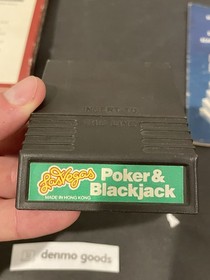 Las Vegas
Poker &
Blackjack
MADE IN HONG KONG
denmo goods